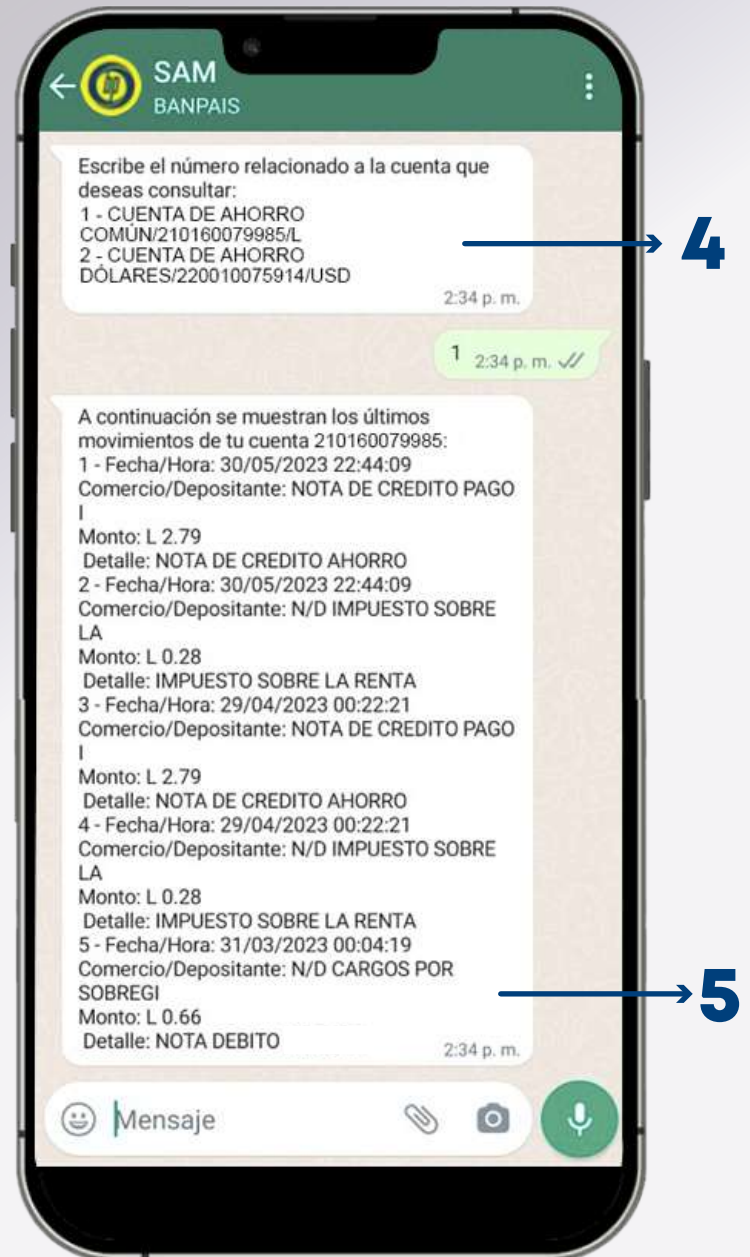 SAM
BANPAIS
Escribe el número relacionado a la cuenta que
deseas consultar:
1 - CUENTA DE AHORRO
COMÚN/210160079985/L
2 - CUENTA DE AHORRO
DÓLARES/220010075914/USD
2:34 p. m.
4
1 2:34 p. m.
A continuación se muestran los últimos
movimientos de tu cuenta 210160079985:
1 - Fecha/Hora: 30/05/2023 22:44:09
Comercio/Depositante: NOTA DE CREDITO PAGO
I
Monto: L 2.79
Detalle: NOTA DE CREDITO AHORRO
2 - Fecha/Hora: 30/05/2023 22:44:09
Comercio/Depositante: N/D IMPUESTO SOBRE
LA
Monto: L 0.28
Detalle: IMPUESTO SOBRE LA RENTA
3 - Fecha/Hora: 29/04/2023 00:22:21
Comercio/Depositante: NOTA DE CREDITO PAGO
I
Monto: L 2.79
Detalle: NOTA DE CREDITO AHORRO
4 - Fecha/Hora: 29/04/2023 00:22:21
Comercio/Depositante: N/D IMPUESTO SOBRE
LA
Monto: L 0.28
Detalle: IMPUESTO SOBRE LA RENTA
5 - Fecha/Hora: 31/03/2023 00:04:19
Comercio/Depositante: N/D CARGOS POR
SOBREGI
Monto: L 0.66
Detalle: NOTA DEBITO
2:34 p. m.
5
Mensaje